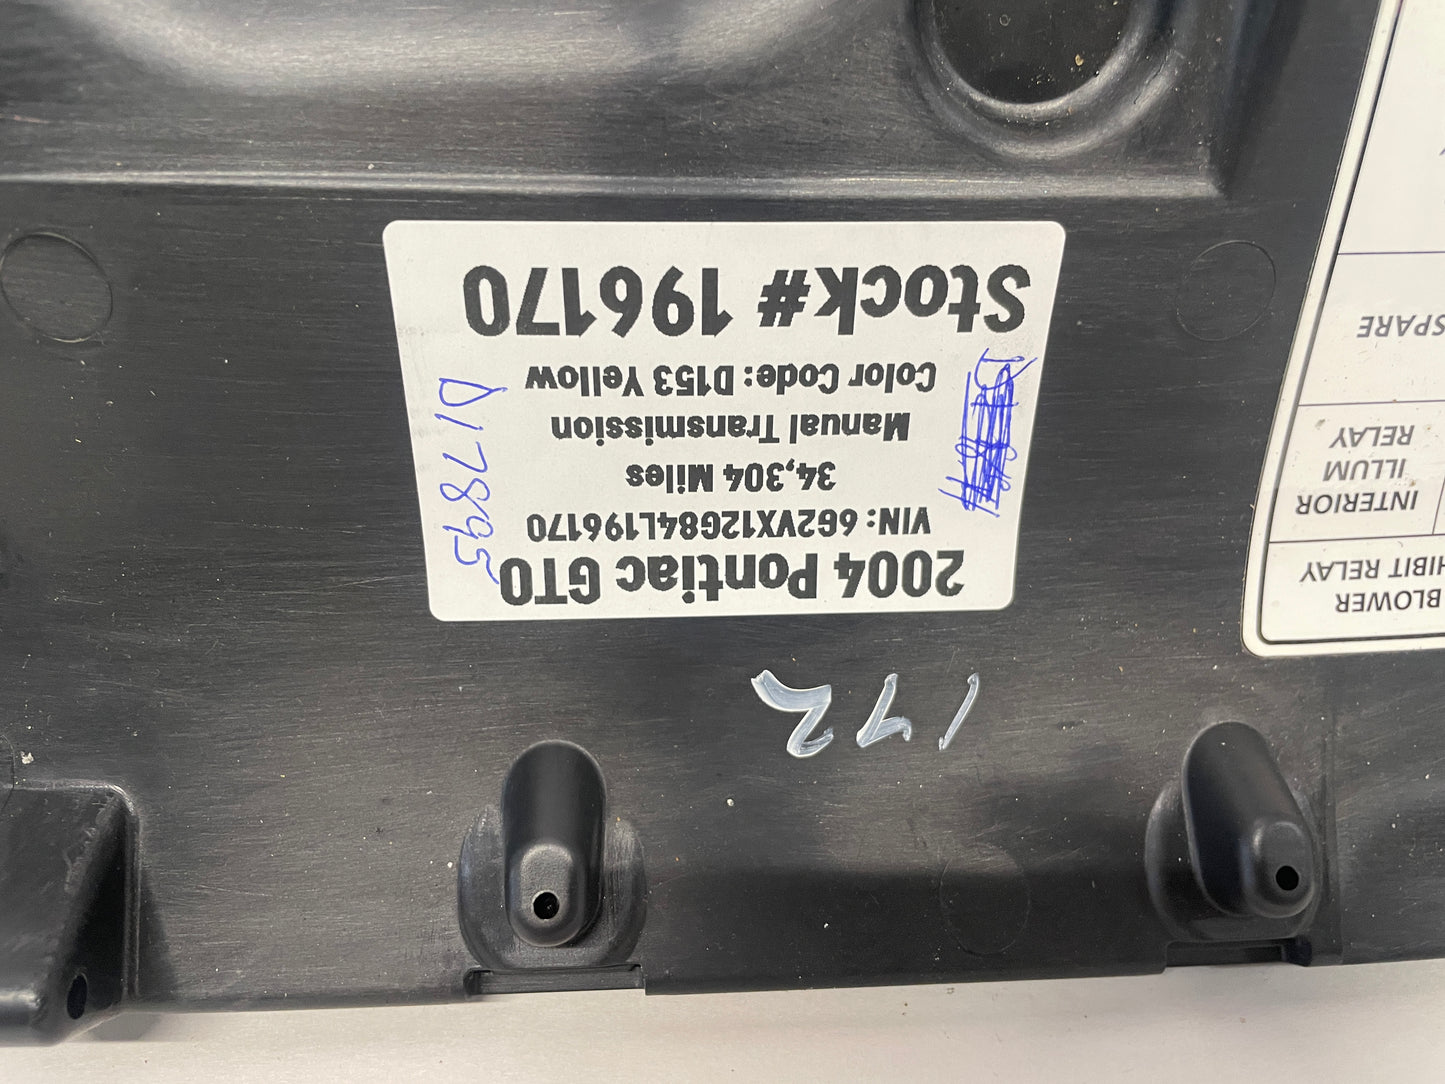 BLOWER
HIBIT RELAY
INTERIOR
ILLUM
RELAY
SPARE
142
2004 Pontiac GTO
VIN: 6G2VX12G84L196170
34,304 Miles
Manual Transmission
Color Code: D153 Yellow
Stock# 196170
D17895